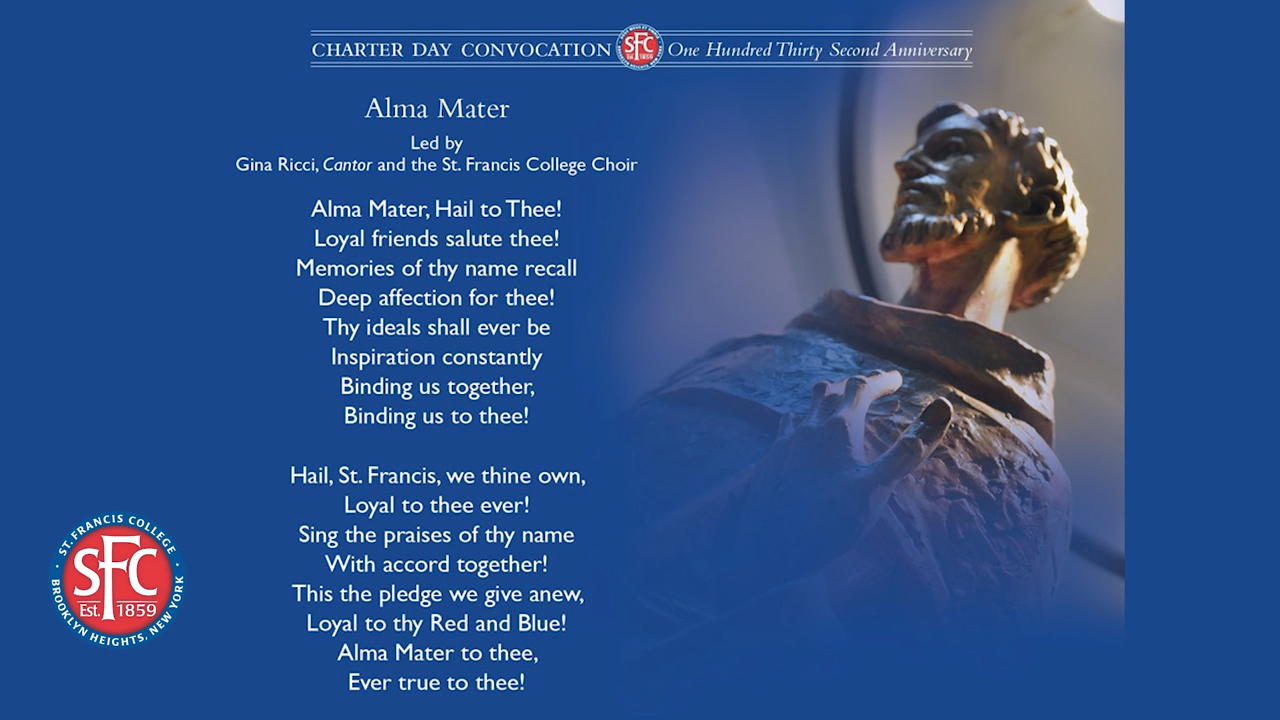 CHARTER DAY CONVOCATION SFC Est. 1859 One Hundred Thirty Second Anniversary
Alma Mater
Led by
Gina Ricci, Cantor and the St. Francis College Choir
Alma Mater, Hail to Thee!
Loyal friends salute thee!
Memories of thy name recall
Deep affection for thee!
Thy ideals shall ever be
Inspiration constantly
Binding us together,
Binding us to thee!
Hail, St. Francis, we thine own,
Loyal to thee ever!
Sing the praises of thy name
With accord together!
This the pledge we give anew,
Loyal to thy Red and Blue!
Alma Mater to thee,
Ever true to thee!
· ST. FRANCIS COLLEGE ·
SFC
Est. 1859
BROOKLYN HEIGHTS, NEW YORK